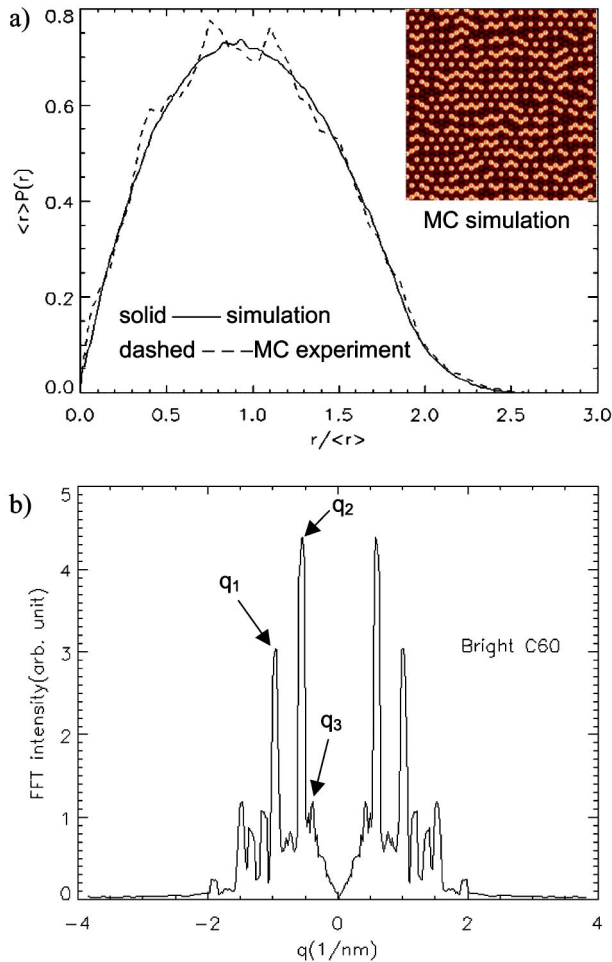 a)
0.8
0.6
0.4
0.2
0.0
<r>P(r)
MC simulation
solid —— simulation
dashed – – –MC experiment
0.0 0.5 1.0 1.5 2.0 2.5 3.0
r/<r>
b)
5
4
3
2
1
0
FFT intensity(arb. unit)
q2
q1
Bright C60
q3
−4 −2 0 2 4
q(1/nm)